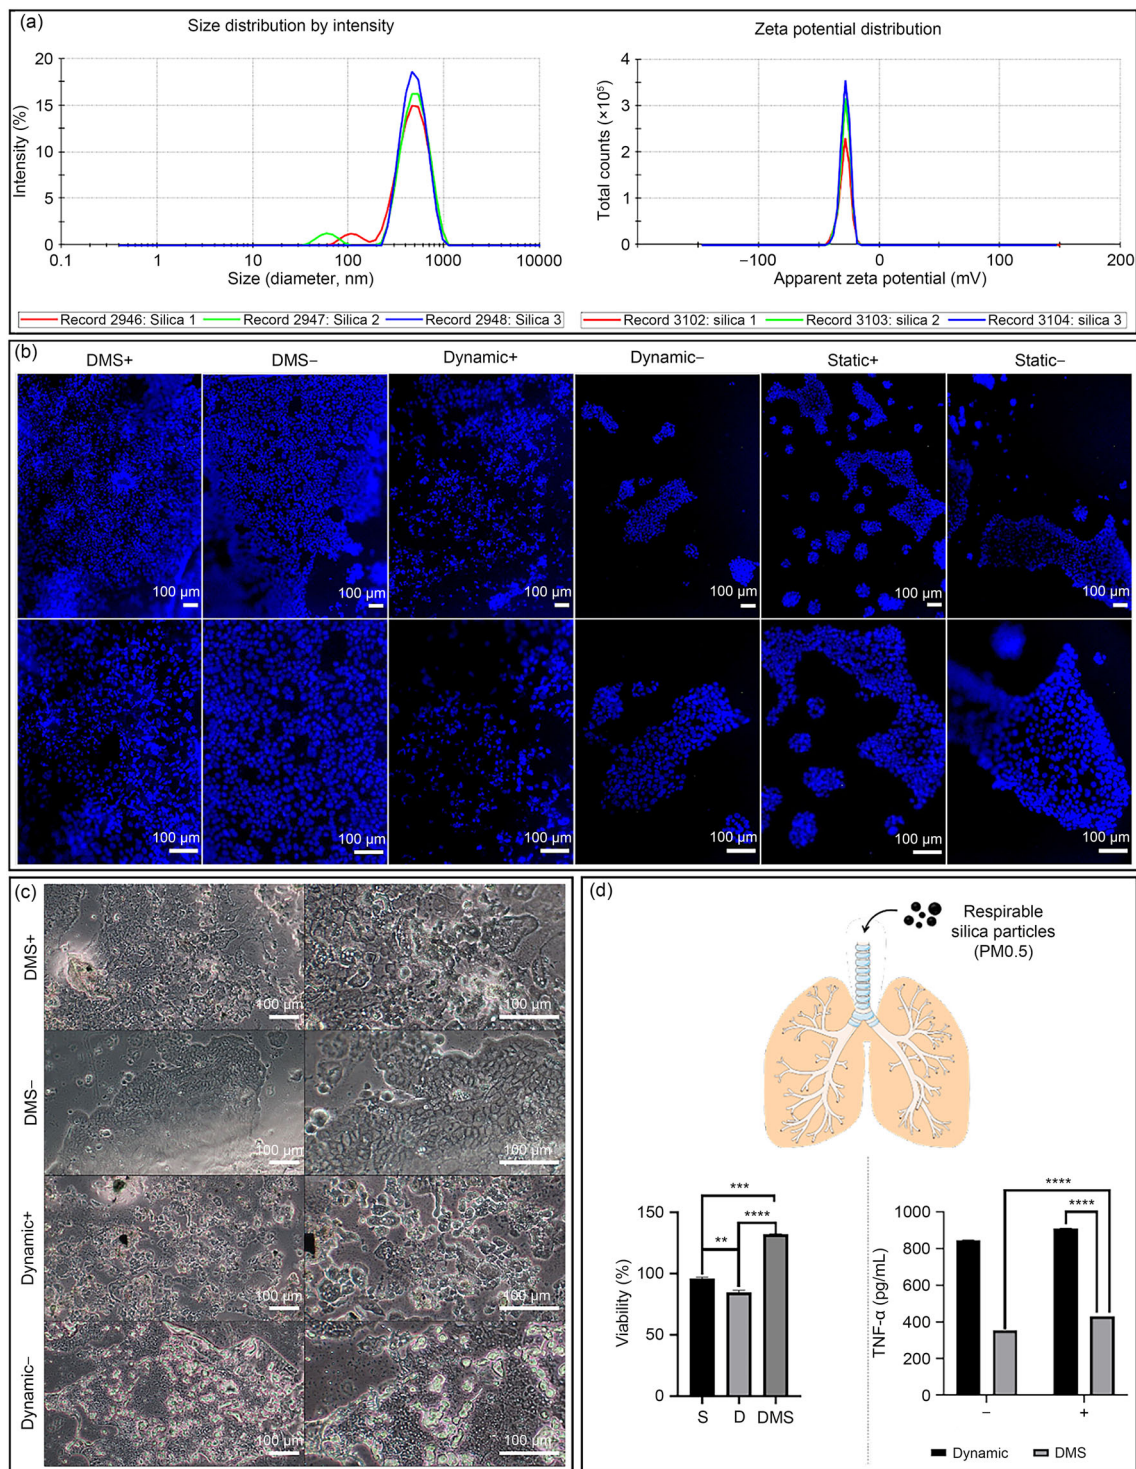 (a)
Size distribution by intensity
Intensity (%)
20
15
10
5
0
0.1
1
10
100
1000
10000
Size (diameter, nm)
Record 2946: Silica 1
Record 2947: Silica 2
Record 2948: Silica 3
Zeta potential distribution
Total counts (×10⁵)
4
3
2
1
0
−100
0
100
200
Apparent zeta potential (mV)
Record 3102: silica 1
Record 3103: silica 2
Record 3104: silica 3
(b)
DMS+
DMS−
Dynamic+
Dynamic−
Static+
Static−
100 µm
100 µm
100 µm
100 µm
100 µm
100 µm
100 µm
100 µm
100 µm
100 µm
100 µm
100 µm
(c)
DMS+
100 µm
100 µm
DMS−
100 µm
100 µm
Dynamic+
100 µm
100 µm
Dynamic−
100 µm
100 µm
(d)
Respirable
silica particles
(PM0.5)
Viability (%)
150
100
50
0
***
**
****
S
D
DMS
TNF-α (pg/mL)
1000
800
600
400
200
0
****
****
−
+
Dynamic
DMS